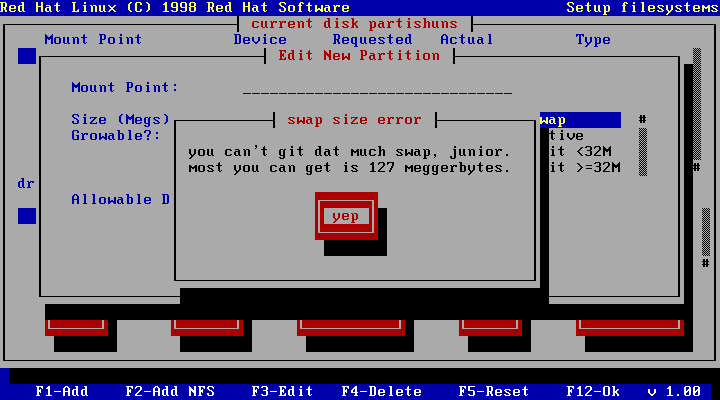 Red Hat Linux (C) 1998 Red Hat Software Setup filesystems
current disk partishuns
Mount Point Device Requested Actual Type
Edit New Partition
Mount Point: ______________________________
Size (Megs) wap #
swap size error
Growable?: tive
you can't git dat much swap, junior. it <32M
most you can get is 127 meggerbytes. it >=32M #
dr
Allowable D
yep
#
F1-Add F2-Add NFS F3-Edit F4-Delete F5-Reset F12-Ok v 1.00